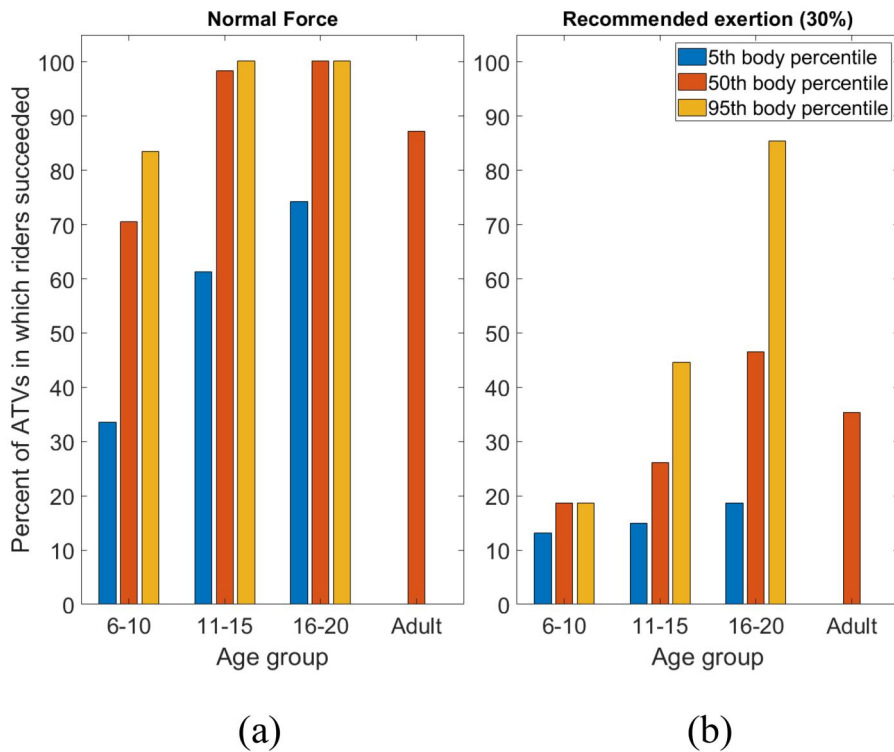 Normal Force
Percent of ATVs in which riders succeeded
100
90
80
70
60
50
40
30
20
10
0
6-10 11-15 16-20 Adult
Age group
(a)
Recommended exertion (30%)
5th body percentile
50th body percentile
95th body percentile
100
90
80
70
60
50
40
30
20
10
0
6-10 11-15 16-20 Adult
Age group
(b)